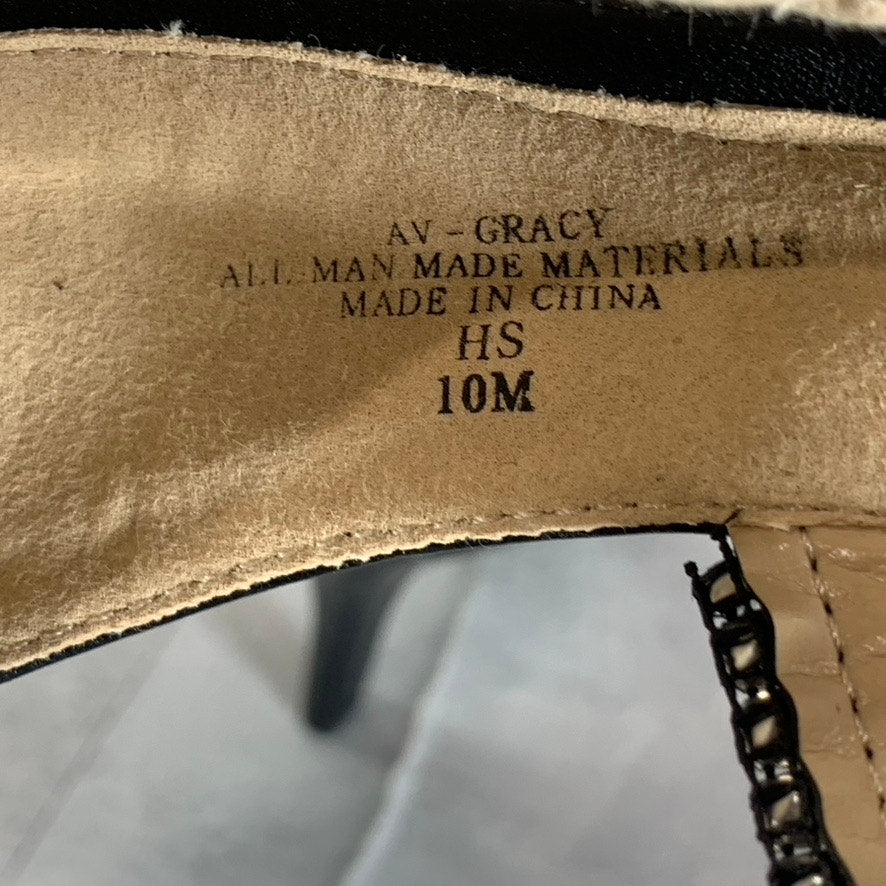 AV - GRACY
ALL MAN MADE MATERIALS
MADE IN CHINA
HS
10M